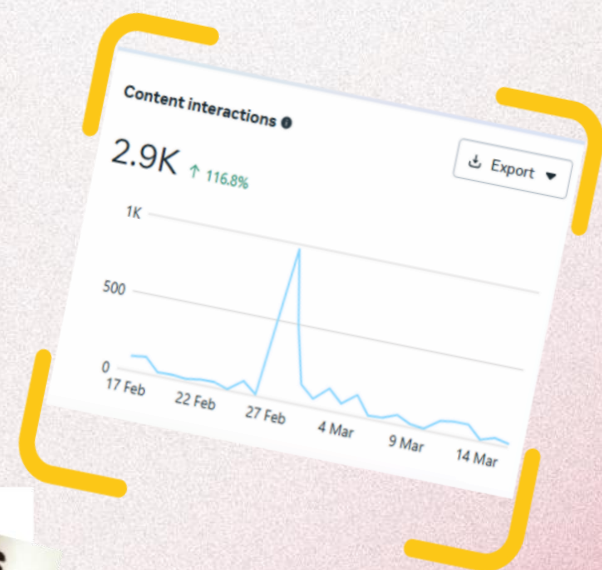 Content interactions
2.9K ↑ 116.8%
Export
1K
500
0
17 Feb 22 Feb 27 Feb 4 Mar 9 Mar 14 Mar
s